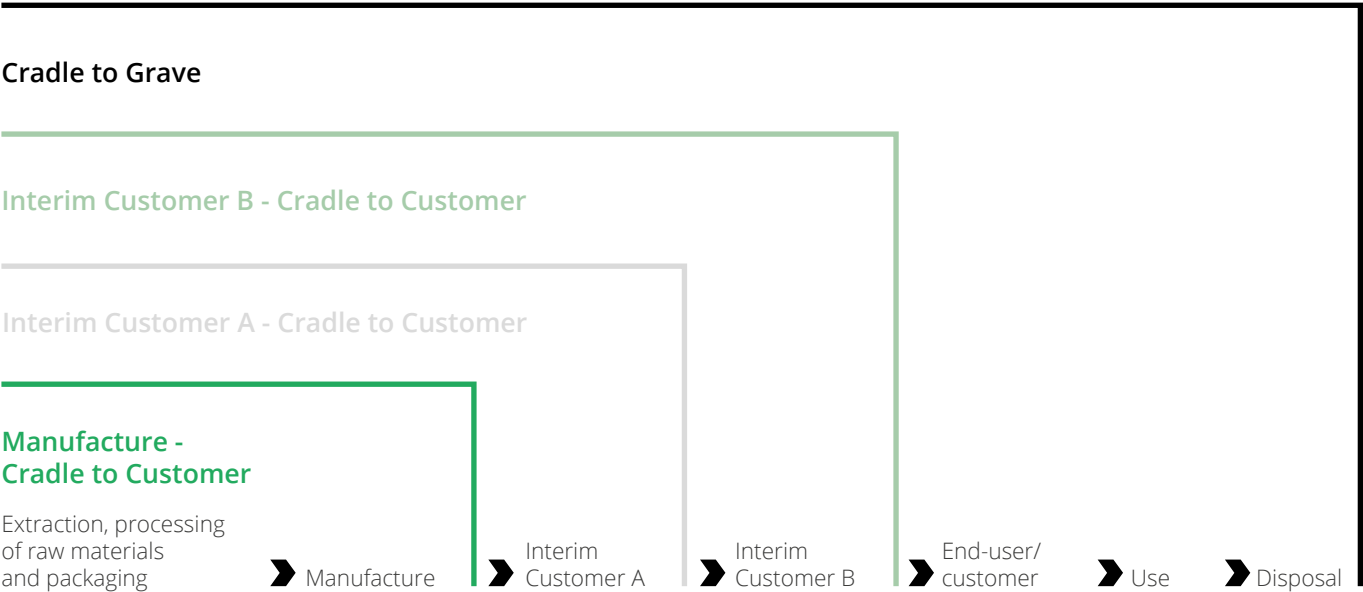 Cradle to Grave
Interim Customer B - Cradle to Customer
Interim Customer A - Cradle to Customer
Manufacture -
Cradle to Customer
Extraction, processing
of raw materials
and packaging
Manufacture
Interim
Customer A
Interim
Customer B
End-user/
customer
Use
Disposal